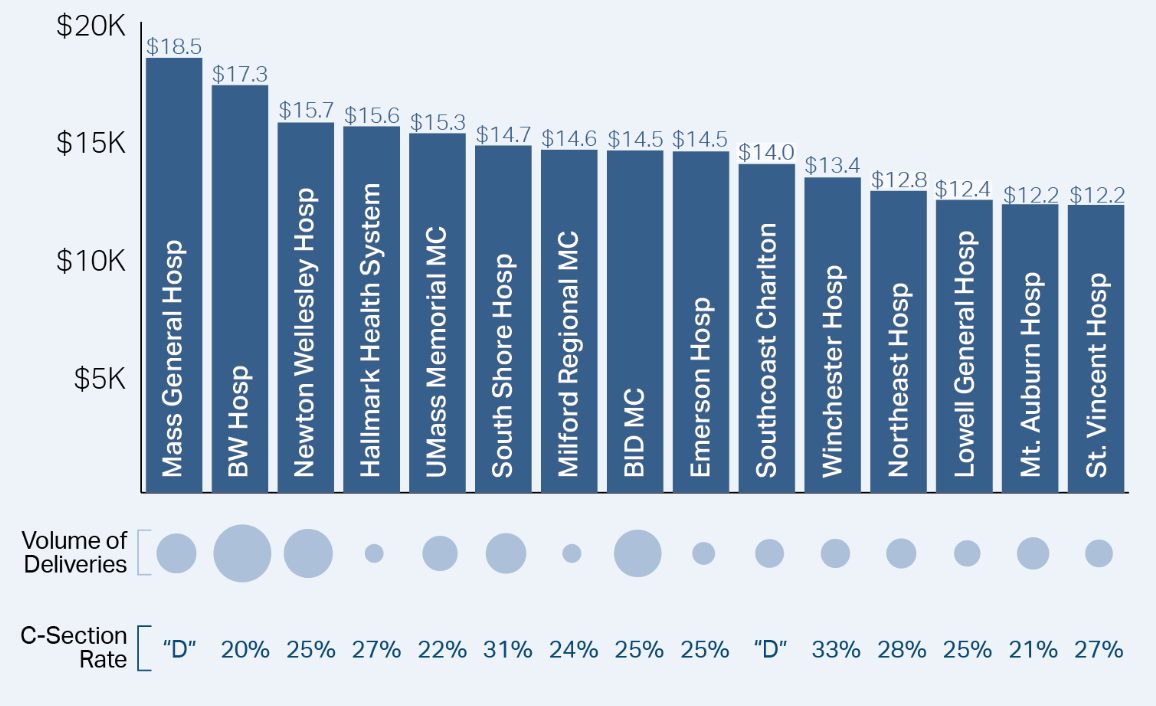 $20K
$15K
$10K
$5K
$18.5
$17.3
$15.7
$15.6
$15.3
$14.7
$14.6
$14.5
$14.5
$14.0
$13.4
$12.8
$12.4
$12.2
$12.2
Mass General Hosp
BW Hosp
Newton Wellesley Hosp
Hallmark Health System
UMass Memorial MC
South Shore Hosp
Milford Regional MC
BID MC
Emerson Hosp
Southcoast Charlton
Winchester Hosp
Northeast Hosp
Lowell General Hosp
Mt. Auburn Hosp
St. Vincent Hosp
Volume of
Deliveries
C-Section
Rate
“D” 20% 25% 27% 22% 31% 24% 25% 25% “D” 33% 28% 25% 21% 27%